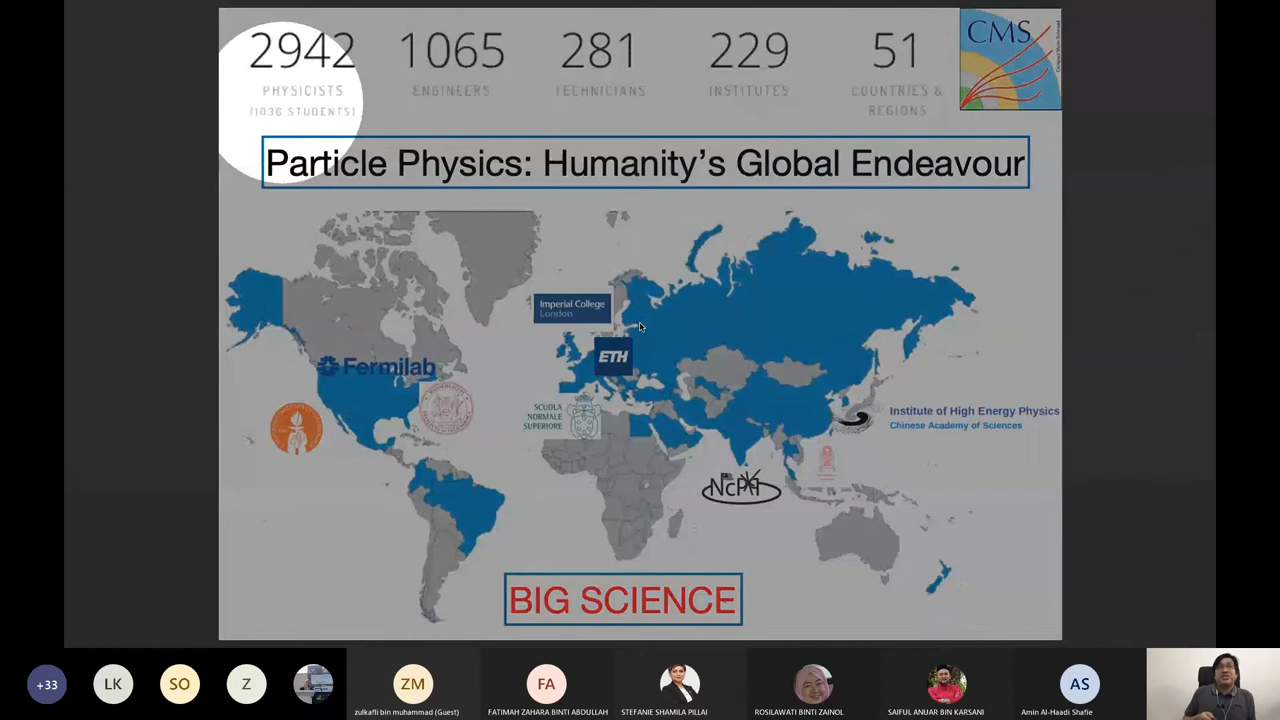 2942 1065 281 229 51
PHYSICISTS ENGINEERS TECHNICIANS INSTITUTES COUNTRIES &
(1036 STUDENTS) REGIONS
CMS
Particle Physics: Humanity's Global Endeavour
Imperial College
London
ETH
Fermilab
SCUOLA
NORMALE
SUPERIORE
Institute of High Energy Physics
Chinese Academy of Sciences
NCPHY
BIG SCIENCE
+33 LK SO Z ZM FA AS
zulkafli bin muhammad (Guest) FATIMAH ZAHARA BINTI ABDULLAH STEFANIE SHAMILA PILLAI ROSILAWATI BINTI ZAINOL SAIFUL ANUAR BIN KARSANI Amin Al-Haadi Shafie